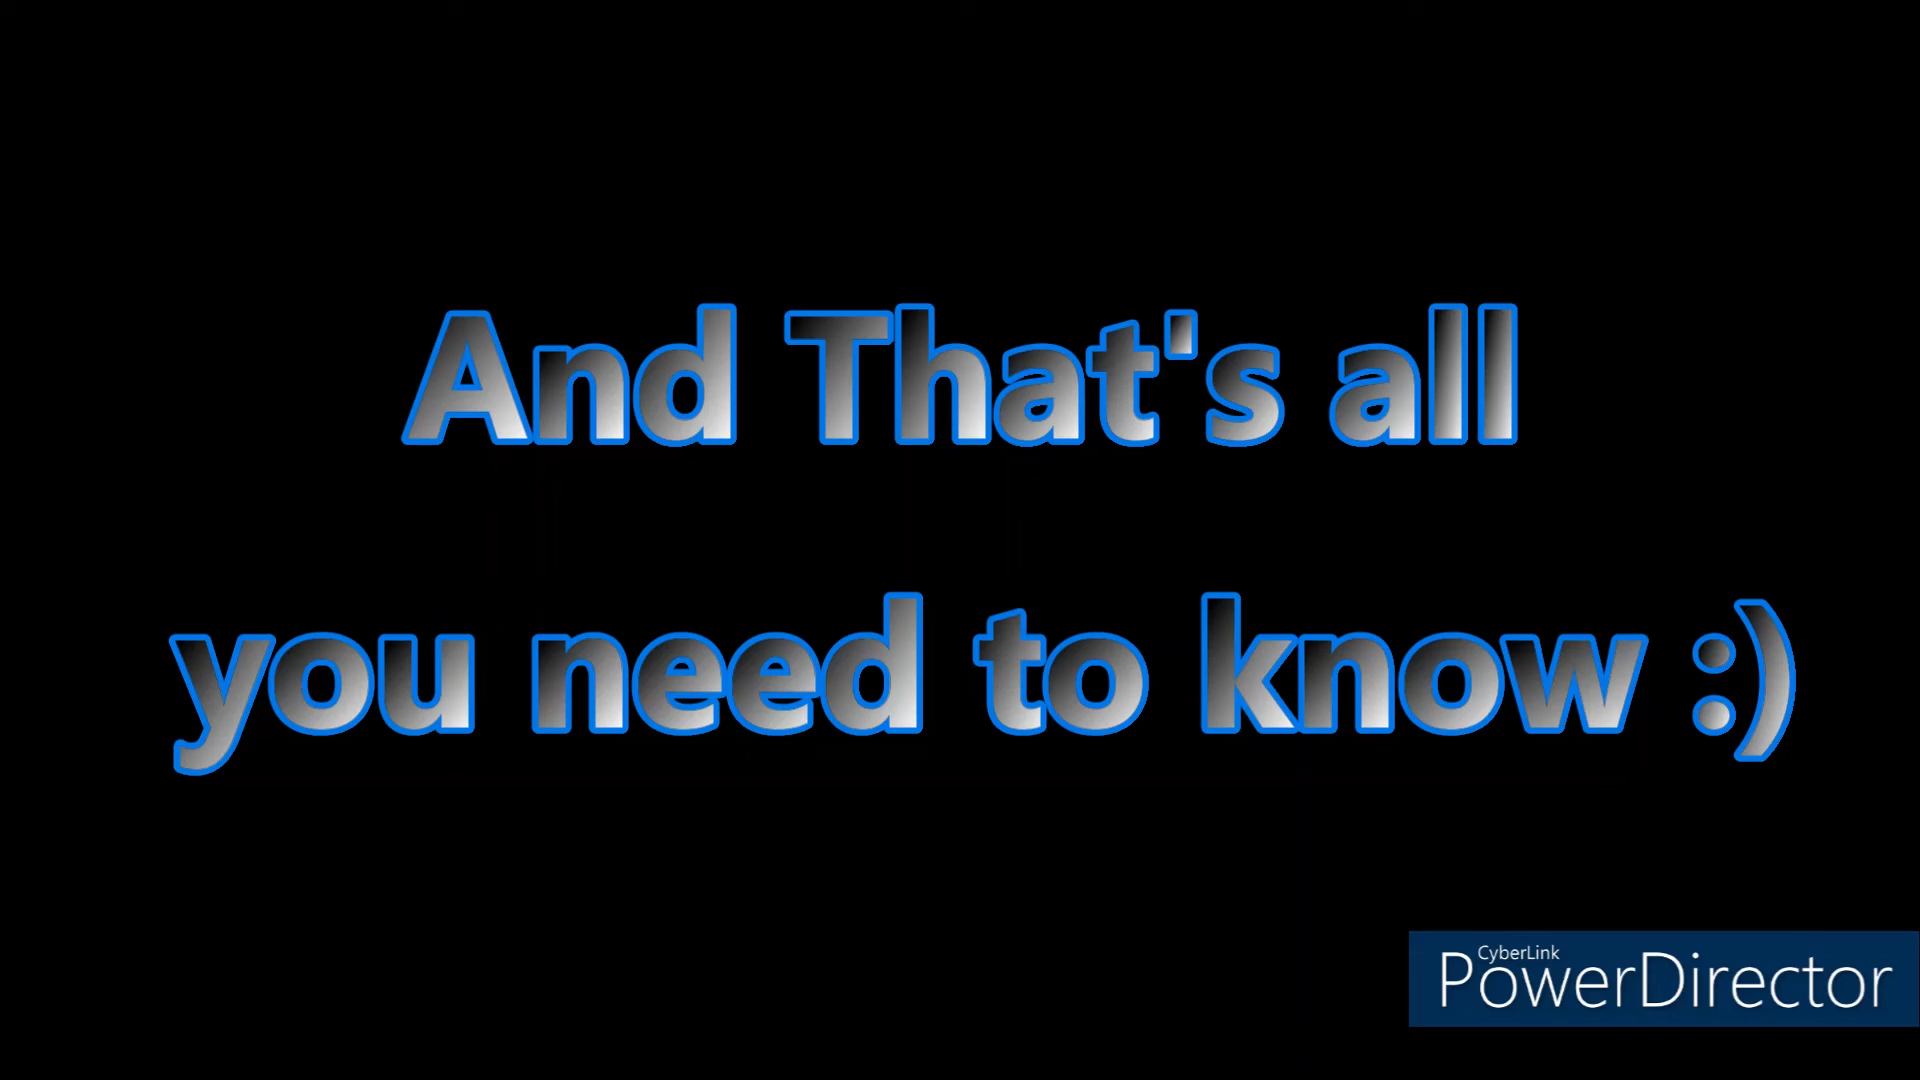 And That's all
you need to know :)
CyberLink
PowerDirector